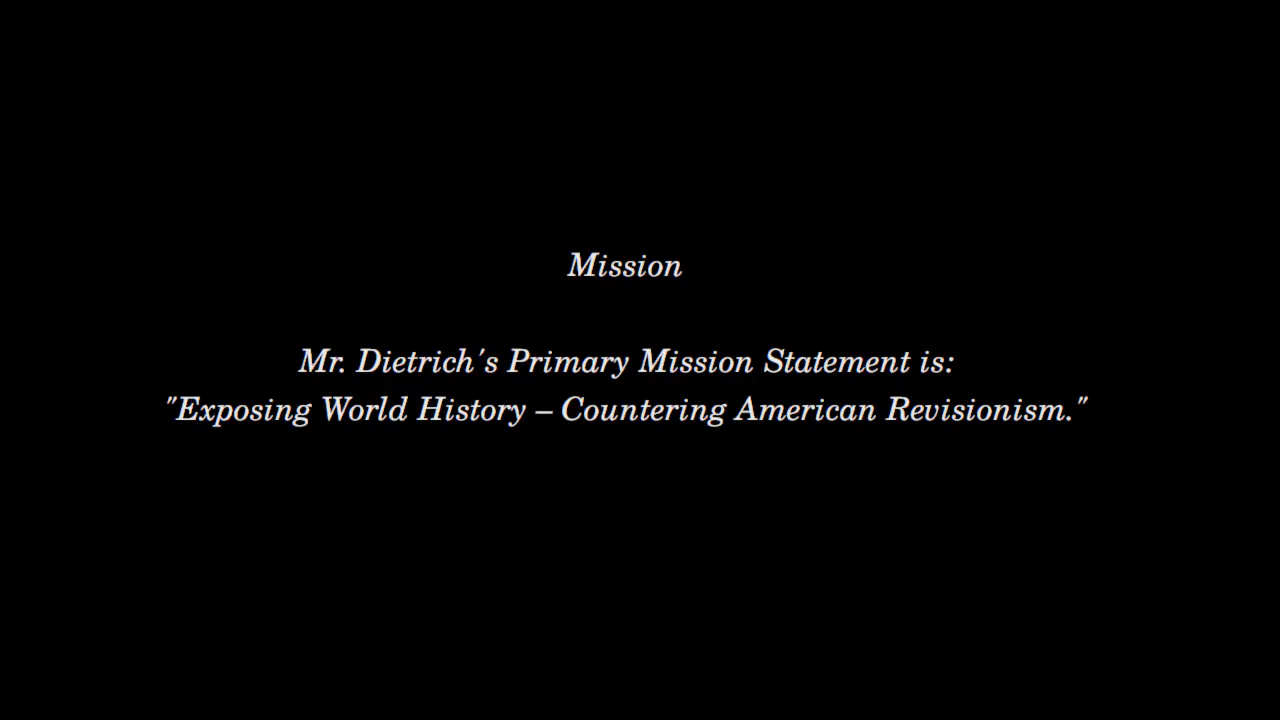 Mission
Mr. Dietrich's Primary Mission Statement is:
"Exposing World History – Countering American Revisionism."